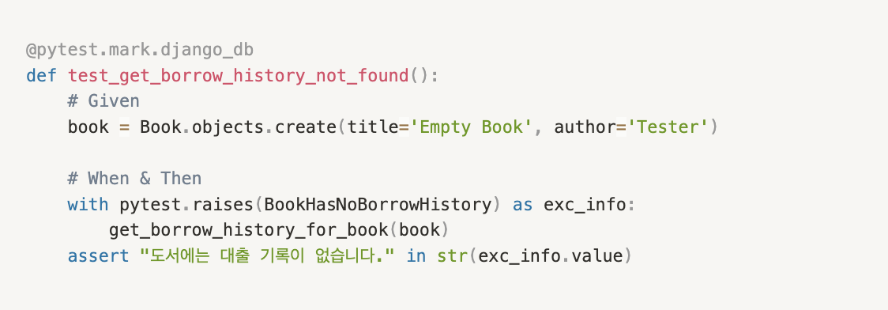 @pytest.mark.django_db
def test_get_borrow_history_not_found():
    # Given
    book = Book.objects.create(title='Empty Book', author='Tester')

    # When & Then
    with pytest.raises(BookHasNoBorrowHistory) as exc_info:
        get_borrow_history_for_book(book)
    assert "도서에는 대출 기록이 없습니다." in str(exc_info.value)